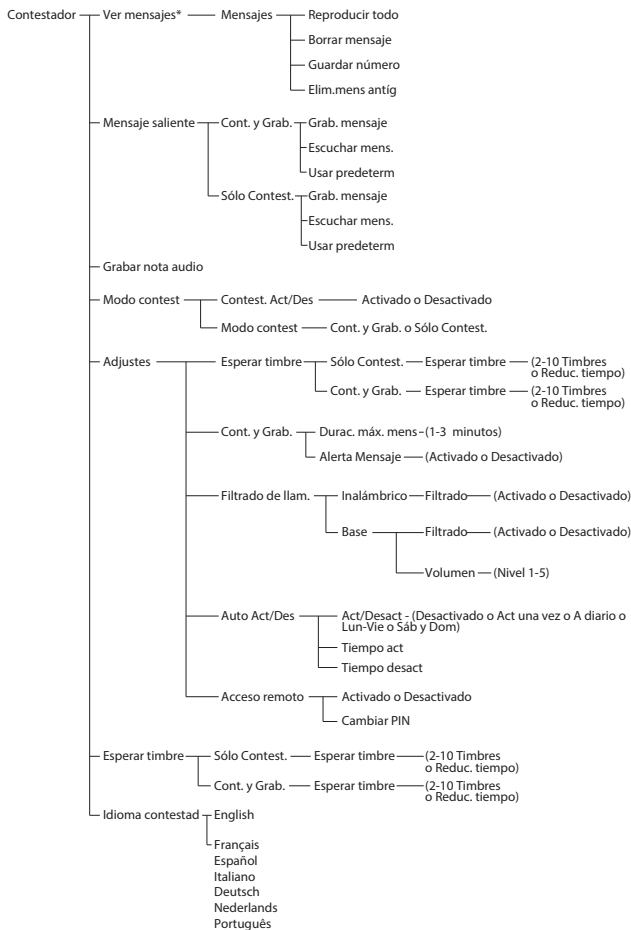 Contestador Ver mensajes* Mensajes Reproducir todo
Borrar mensaje
Guardar número
Elim.mens antíg
Mensaje saliente Cont. y Grab. Grab. mensaje
Escuchar mens.
Usar predeterm
Sólo Contest. Grab. mensaje
Escuchar mens.
Usar predeterm
Grabar nota audio
Modo contest Contest. Act/Des Activado o Desactivado
Modo contest Cont. y Grab. o Sólo Contest.
Adjustes Esperar timbre Sólo Contest. Esperar timbre (2-10 Timbres
o Reduc. tiempo)
Cont. y Grab. Esperar timbre (2-10 Timbres
o Reduc. tiempo)
Cont. y Grab. Durac. máx. mens (1-3 minutos)
Alerta Mensaje (Activado o Desactivado)
Filtrado de llam. Inalámbrico Filtrado (Activado o Desactivado)
Base Filtrado (Activado o Desactivado)
Volumen (Nivel 1-5)
Auto Act/Des Act/Desact - (Desactivado o Act una vez o A diario o
Lun-Vie o Sáb y Dom)
Tiempo act
Tiempo desact
Acceso remoto Activado o Desactivado
Cambiar PIN
Esperar timbre Sólo Contest. Esperar timbre (2-10 Timbres
o Reduc. tiempo)
Cont. y Grab. Esperar timbre (2-10 Timbres
o Reduc. tiempo)
Idioma contestad English
Français
Español
Italiano
Deutsch
Nederlands
Português